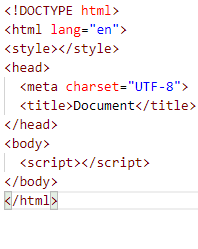 <!DOCTYPE html>
<html lang="en">
<style></style>
<head>
  <meta charset="UTF-8">
  <title>Document</title>
</head>
<body>
  <script></script>
</body>
</html>